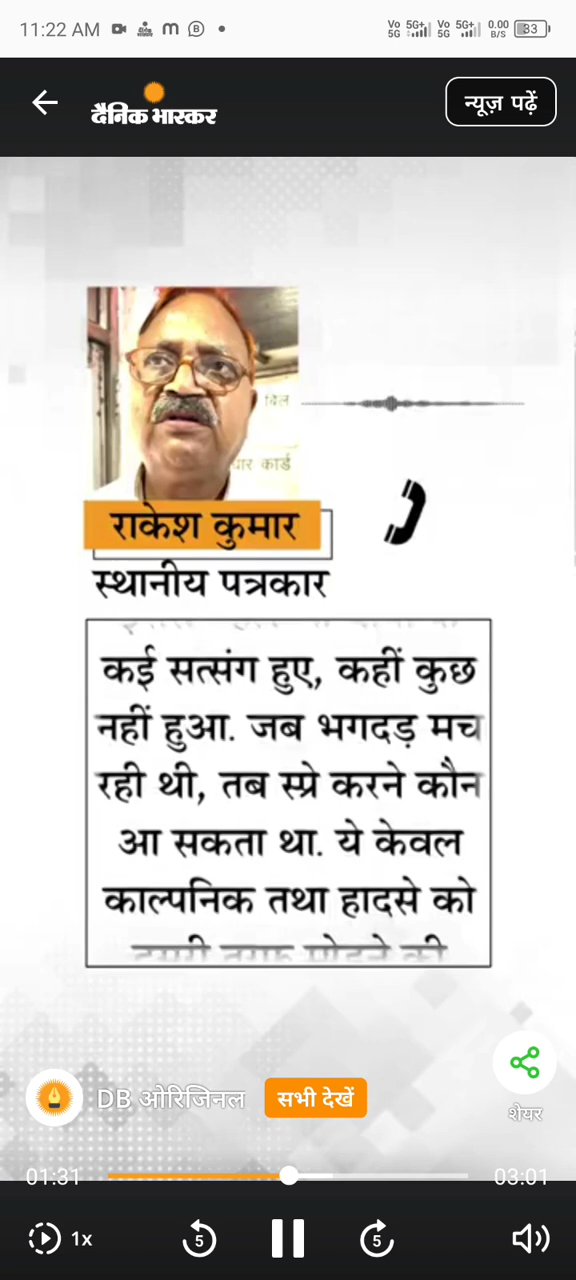 11:22 AM
Vo 5G 5G+ Vo 5G 5G+ 0.00 B/S 33
दैनिक भास्कर
न्यूज़ पढ़ें
बिल
धार कार्ड
राकेश कुमार
स्थानीय पत्रकार
कई सत्संग हुए, कहीं कुछ
नहीं हुआ. जब भगदड़ मच
रही थी, तब स्प्रे करने कौन
आ सकता था. ये केवल
काल्पनिक तथा हादसे को
DB ओरिजिनल
सभी देखें
शेयर
01:31
03:01
1x
5
5